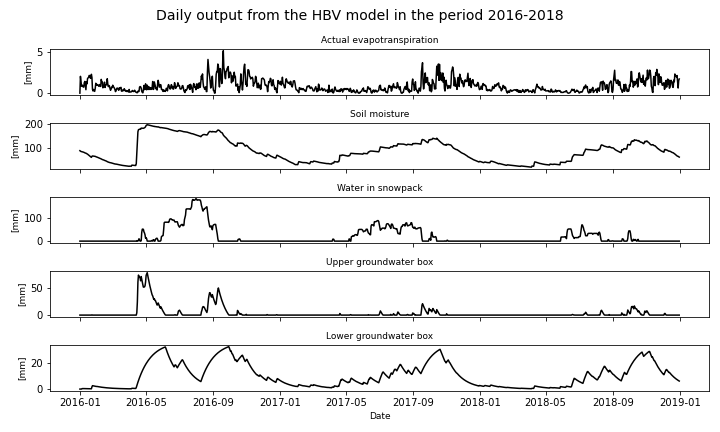 Daily output from the HBV model in the period 2016-2018
Actual evapotranspiration
5
0
[mm]
Soil moisture
200
100
[mm]
Water in snowpack
100
0
[mm]
Upper groundwater box
50
0
[mm]
Lower groundwater box
20
0
[mm]
2016-01 2016-05 2016-09 2017-01 2017-05 2017-09 2018-01 2018-05 2018-09 2019-01
Date